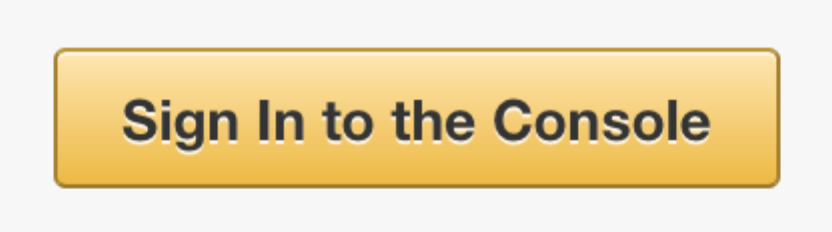 Sign In to the Console